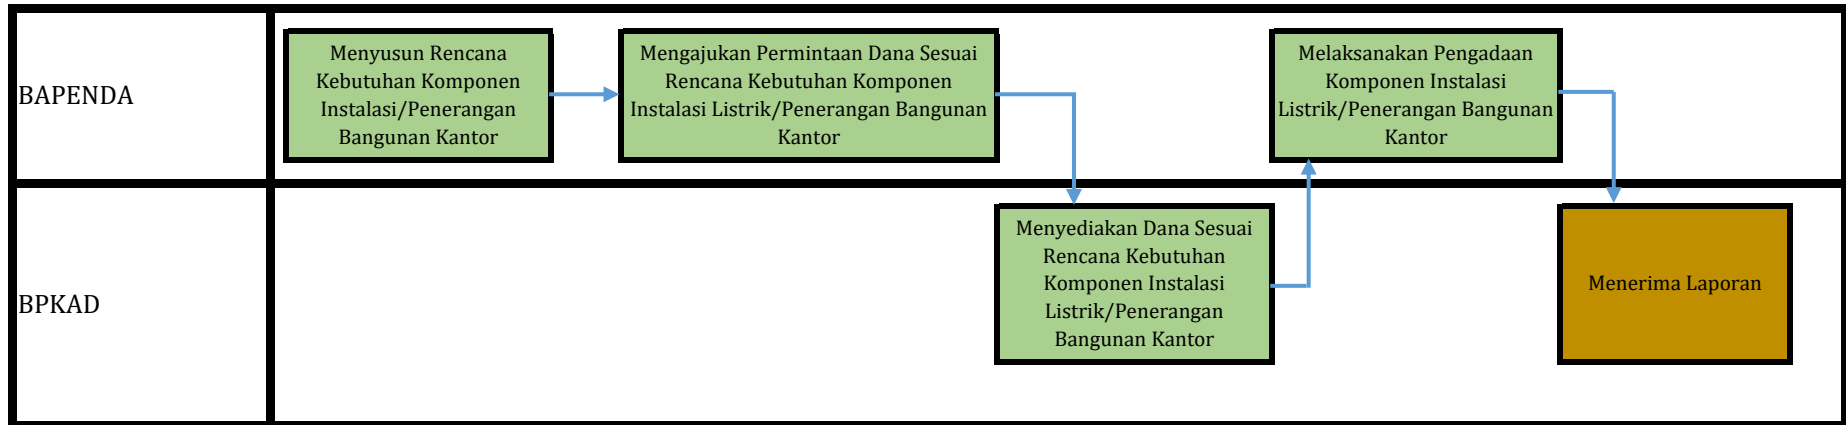 BAPENDA
Menyusun Rencana
Kebutuhan Komponen
Instalasi/Penerangan
Bangunan Kantor
Mengajukan Permintaan Dana Sesuai
Rencana Kebutuhan Komponen
Instalasi Listrik/Penerangan Bangunan
Kantor
Melaksanakan Pengadaan
Komponen Instalasi
Listrik/Penerangan Bangunan
Kantor
BPKAD
Menyediakan Dana Sesuai
Rencana Kebutuhan
Komponen Instalasi
Listrik/Penerangan
Bangunan Kantor
Menerima Laporan